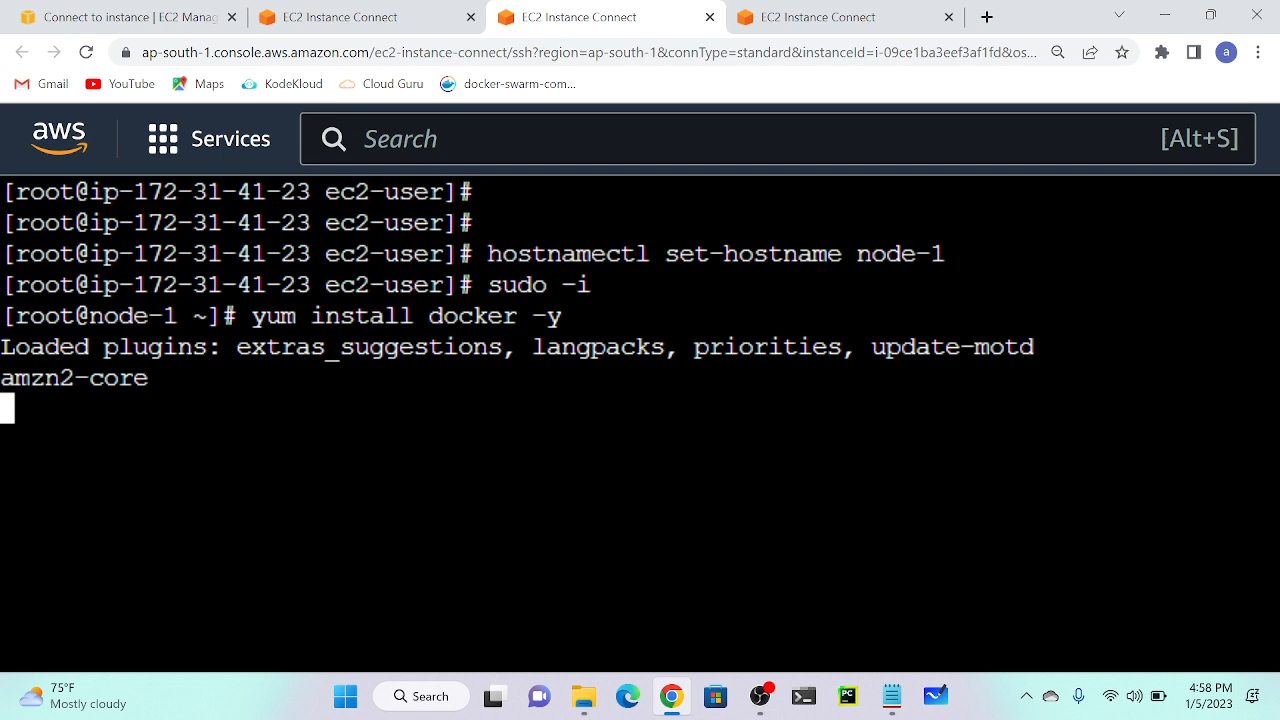 Connect to instance | EC2 Manag
EC2 Instance Connect
EC2 Instance Connect
EC2 Instance Connect
ap-south-1.console.aws.amazon.com/ec2-instance-connect/ssh?region=ap-south-1&connType=standard&instanceId=i-09ce1ba3eef3af1fd&os...
a
Gmail
YouTube
Maps
KodeKloud
Cloud Guru
docker-swarm-com...
aws
Services
Search
[Alt+S]
[root@ip-172-31-41-23 ec2-user]#
[root@ip-172-31-41-23 ec2-user]#
[root@ip-172-31-41-23 ec2-user]# hostnamectl set-hostname node-1
[root@ip-172-31-41-23 ec2-user]# sudo -i
[root@node-1 ~]# yum install docker -y
Loaded plugins: extras_suggestions, langpacks, priorities, update-motd
amzn2-core
75°F
Mostly cloudy
Search
PC
4:58 PM
1/5/2023